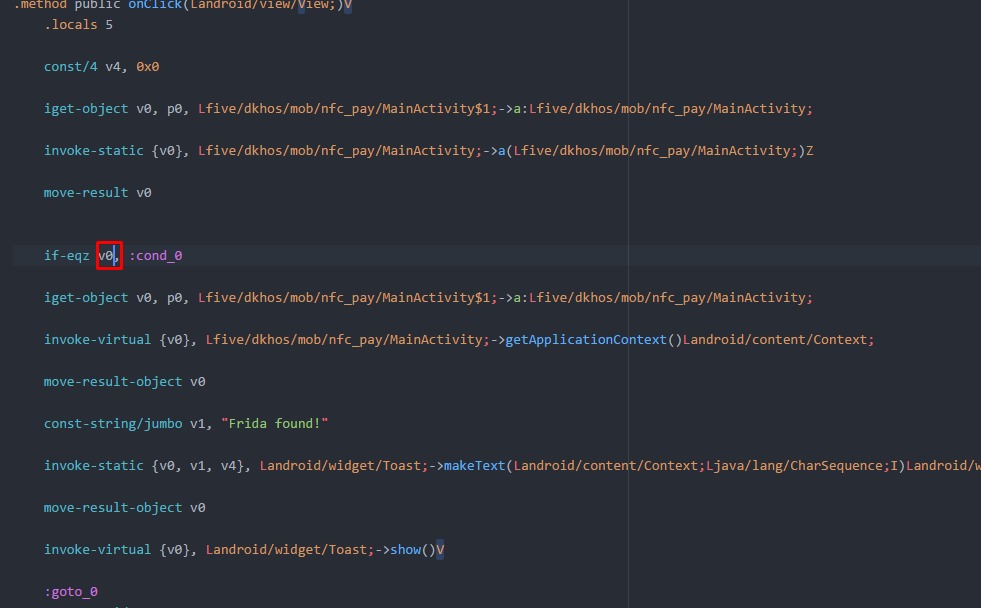 .method public onClick(Landroid/view/View;)V
.locals 5
const/4 v4, 0x0
iget-object v0, p0, Lfive/dkhos/mob/nfc_pay/MainActivity$1;->a:Lfive/dkhos/mob/nfc_pay/MainActivity;
invoke-static {v0}, Lfive/dkhos/mob/nfc_pay/MainActivity;->a(Lfive/dkhos/mob/nfc_pay/MainActivity;)Z
move-result v0
if-eqz v0, :cond_0
iget-object v0, p0, Lfive/dkhos/mob/nfc_pay/MainActivity$1;->a:Lfive/dkhos/mob/nfc_pay/MainActivity;
invoke-virtual {v0}, Lfive/dkhos/mob/nfc_pay/MainActivity;->getApplicationContext()Landroid/content/Context;
move-result-object v0
const-string/jumbo v1, "Frida found!"
invoke-static {v0, v1, v4}, Landroid/widget/Toast;->makeText(Landroid/content/Context;Ljava/lang/CharSequence;I)Landroid/w
move-result-object v0
invoke-virtual {v0}, Landroid/widget/Toast;->show()V
:goto_0